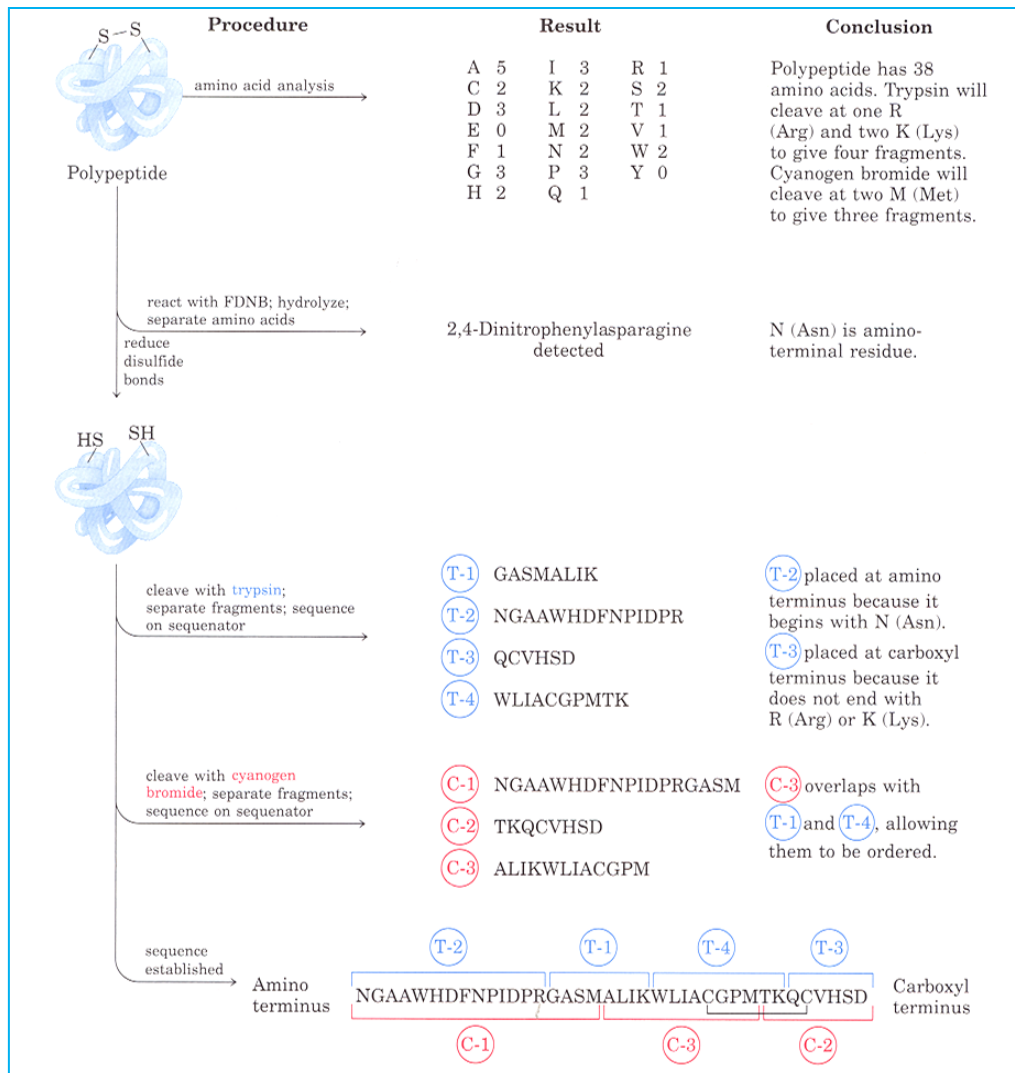 Procedure
Result
Conclusion
S–S
Polypeptide
amino acid analysis
A 5 I 3 R 1
C 2 K 2 S 2
D 3 L 2 T 1
E 0 M 2 V 1
F 1 N 2 W 2
G 3 P 3 Y 0
H 2 Q 1
Polypeptide has 38
amino acids. Trypsin will
cleave at one R
(Arg) and two K (Lys)
to give four fragments.
Cyanogen bromide will
cleave at two M (Met)
to give three fragments.
react with FDNB; hydrolyze;
separate amino acids
reduce
disulfide
bonds
2,4-Dinitrophenylasparagine
detected
N (Asn) is amino-
terminal residue.
HS SH
cleave with trypsin;
separate fragments; sequence
on sequenator
T-1 GASMALIK
T-2 NGAAWHDFNPIDPR
T-3 QCVHSD
T-4 WLIACGPMTK
T-2 placed at amino
terminus because it
begins with N (Asn).
T-3 placed at carboxyl
terminus because it
does not end with
R (Arg) or K (Lys).
cleave with cyanogen
bromide; separate fragments;
sequence on sequenator
C-1 NGAAWHDFNPIDPRGASM
C-2 TKQCVHSD
C-3 ALIKWLIACGPM
C-3 overlaps with
T-1 and T-4, allowing
them to be ordered.
sequence
established
Amino
terminus
T-2 T-1 T-4 T-3
NGAAWHDFNPIDPRGASMALIKWLIACGPMTKQCVHSD
C-1 C-3 C-2
Carboxyl
terminus